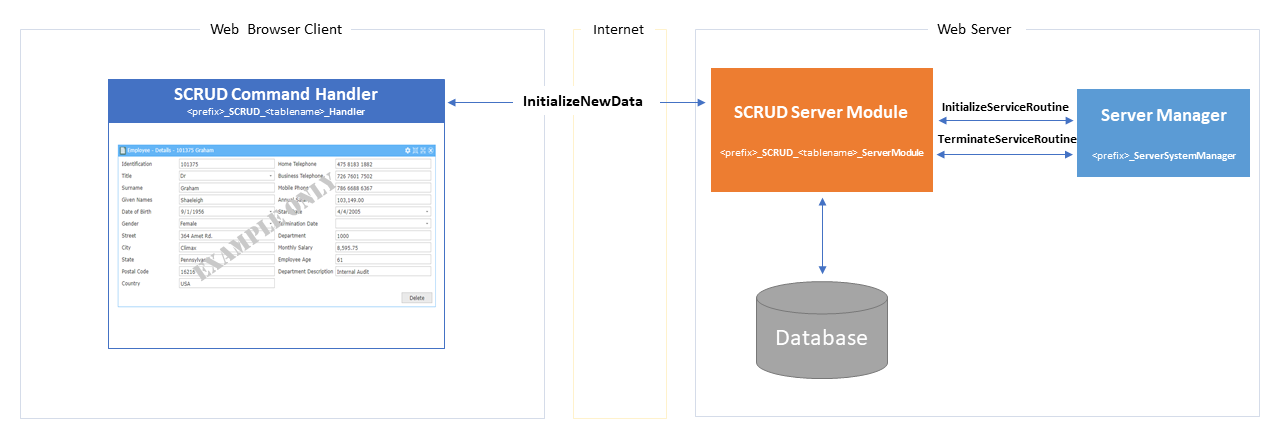 Web Browser Client
Internet
Web Server
SCRUD Command Handler
<prefix>_SCRUD_<tablename>_Handler
InitializeNewData
SCRUD Server Module
<prefix>_SCRUD_<tablename>_ServerModule
InitializeServiceRoutine
TerminateServiceRoutine
Server Manager
<prefix>_ServerSystemManager
Database
Employee - Details - 101375 Graham
Identification 101375 Home Telephone 475 8183 1882
Title Dr Business Telephone 726 7601 7502
Surname Graham Mobile Phone 786 6688 6367
Given Names Shaeleigh Annual 103,149.00
Date of Birth 9/1/1956 4/4/2005
Gender Female Termination Date
Street 364 Amet Rd. Department 1000
City Climax Monthly Salary 8,595.75
State Employee Age 61
Postal Code 16216 Department Description Internal Audit
Country USA
Delete
EXAMPLE ONLY